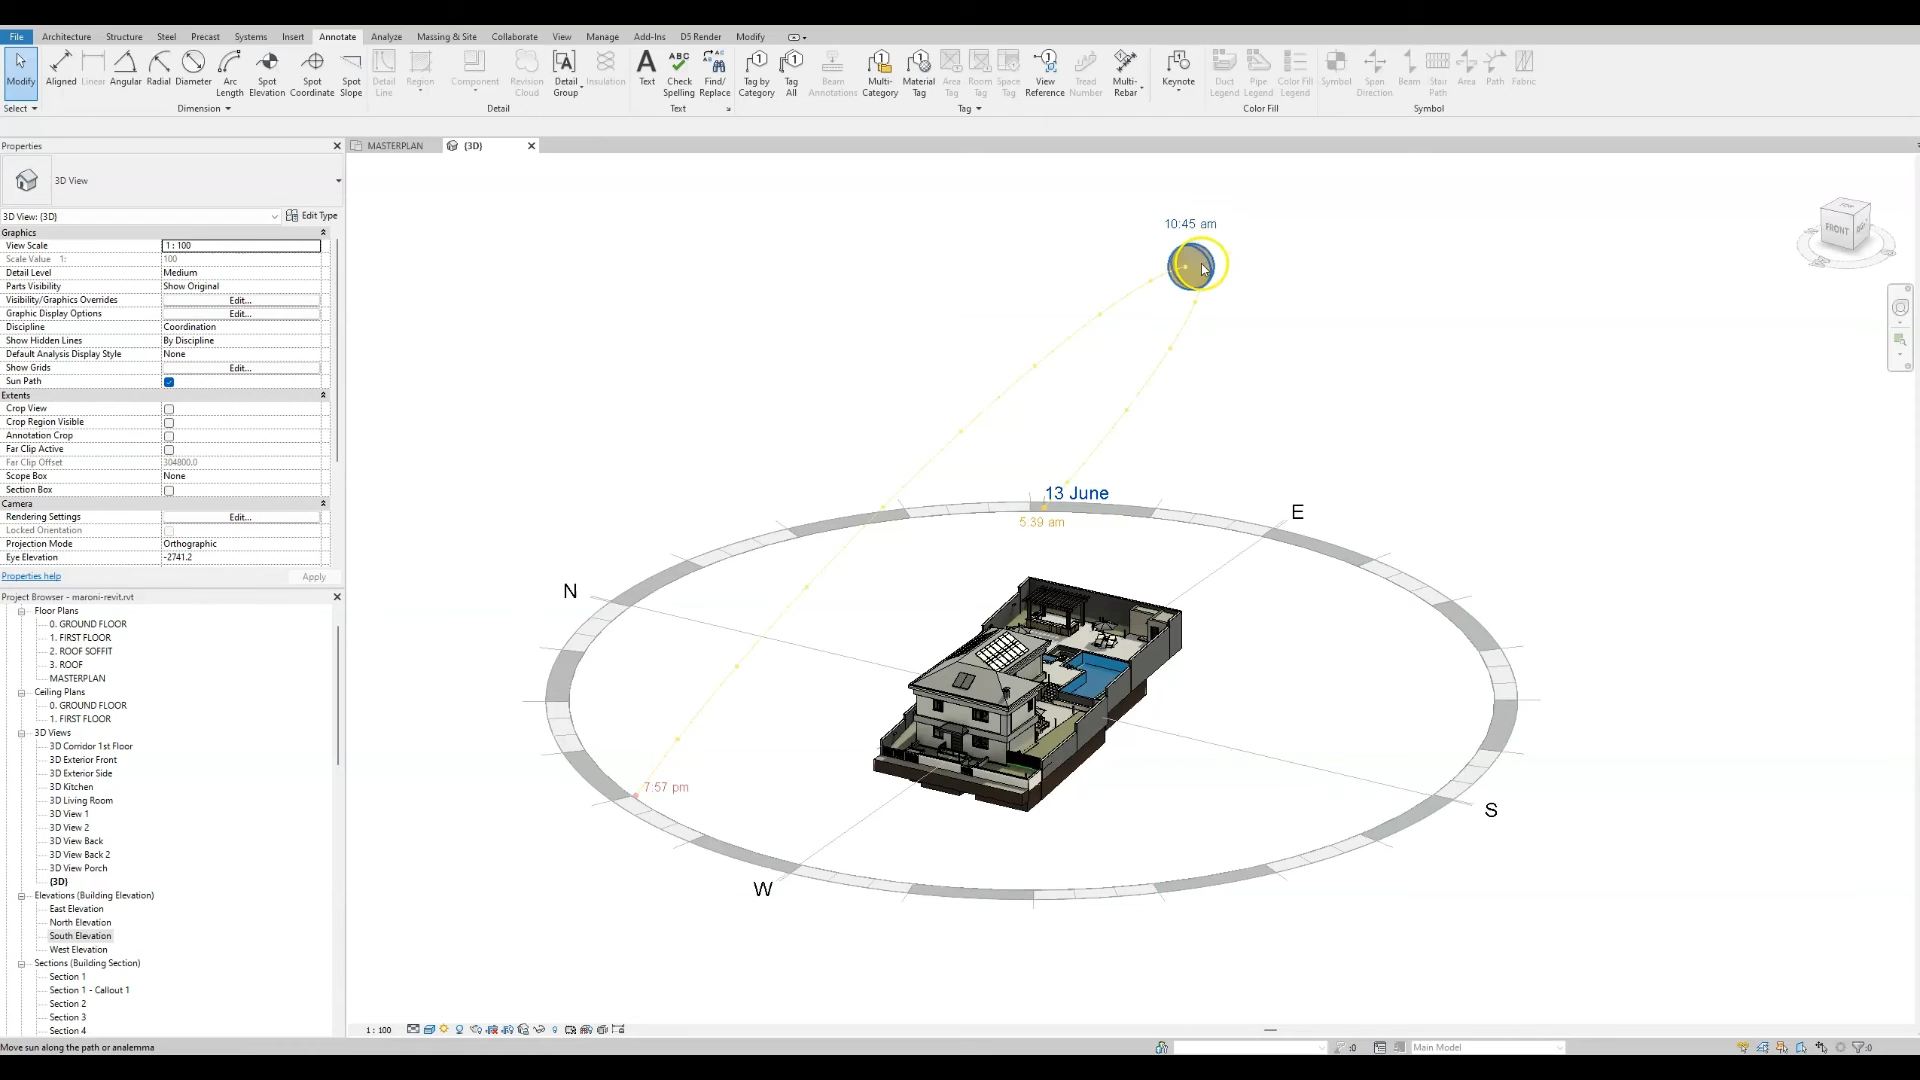 File Architecture Structure Steel Precast Systems Insert Annotate Analyze Massing & Site Collaborate View Manage Add-Ins D5 Render Modify
Modify Aligned Linear Angular Radial Diameter Arc Length Spot Elevation Spot Coordinate Spot Slope Detail Line Region Component Revision Cloud Detail Group Insulation Text Check Spelling Find/ Replace Tag by Category Tag All Beam Annotations Multi- Category Material Tag Area Tag Room Tag Space Tag View Reference Tread Number Multi- Rebar Keynote Duct Legend Pipe Legend Color Fill Legend Symbol Span Direction Beam Stair Path Area Path Fabric
Select Dimension Detail Text Tag Color Fill Symbol
Properties
MASTERPLAN {3D}
3D View
3D View: {3D} Edit Type
Graphics
View Scale 1 : 100
Scale Value 1: 100
Detail Level Medium
Parts Visibility Show Original
Visibility/Graphics Overrides Edit...
Graphic Display Options Edit...
Discipline Coordination
Show Hidden Lines By Discipline
Default Analysis Display Style None
Show Grids Edit...
Sun Path
Extents
Crop View
Crop Region Visible
Annotation Crop
Far Clip Active
Far Clip Offset 304800.0
Scope Box None
Section Box
Camera
Rendering Settings Edit...
Locked Orientation
Projection Mode Orthographic
Eye Elevation -2741.2
Properties help Apply
Project Browser - maroni-revit.rvt
Floor Plans
0. GROUND FLOOR
1. FIRST FLOOR
2. ROOF SOFFIT
3. ROOF
MASTERPLAN
Ceiling Plans
0. GROUND FLOOR
1. FIRST FLOOR
3D Views
3D Corridor 1st Floor
3D Exterior Front
3D Exterior Side
3D Kitchen
3D Living Room
3D View 1
3D View 2
3D View Back
3D View Back 2
3D View Porch
{3D}
Elevations (Building Elevation)
East Elevation
North Elevation
South Elevation
West Elevation
Sections (Building Section)
Section 1
Section 1 - Callout 1
Section 2
Section 3
Section 4
10:45 am
FRONT
13 June
5:39 am
E
N
7:57 pm
S
W
1 : 100
Move sun along the path or analemma
:0 Main Model :0